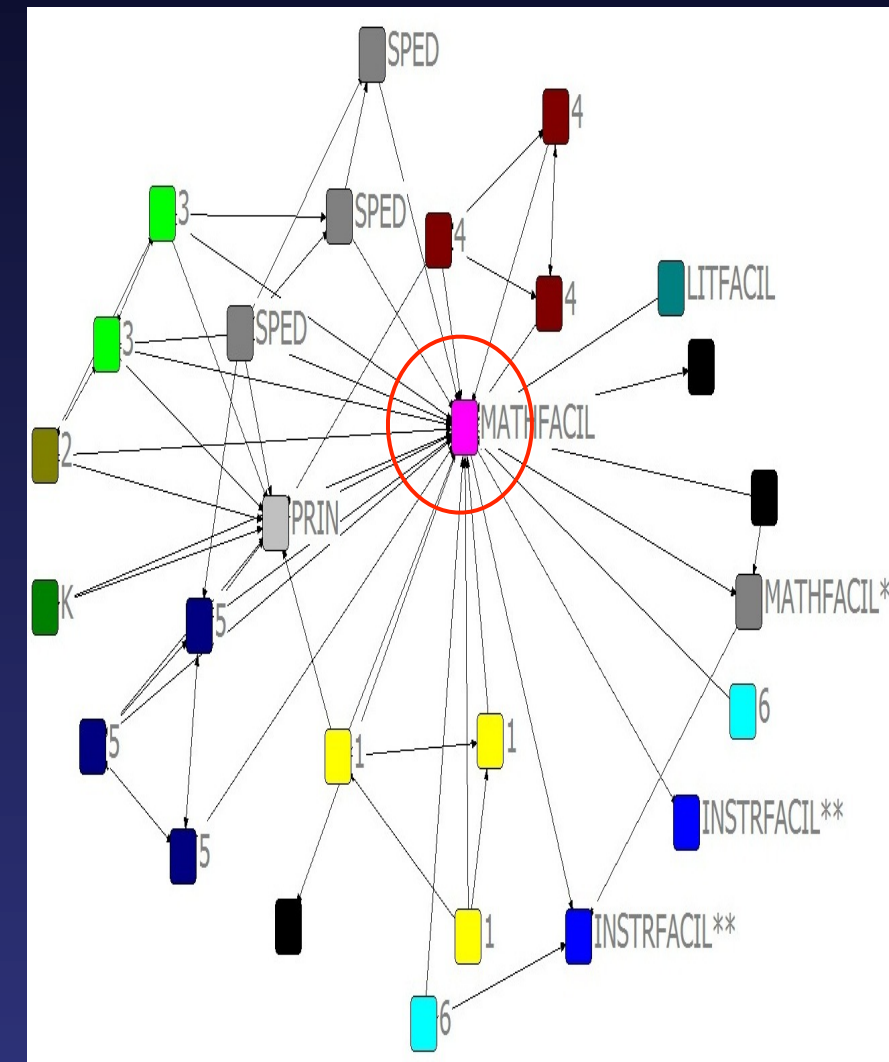 SPED
4
3
SPED
4
LITFACIL
4
SPED
3
MATHFACIL
2
PRIN
MATHFACIL*
K
5
6
1
5
INSTRFACIL**
5
1
INSTRFACIL**
6